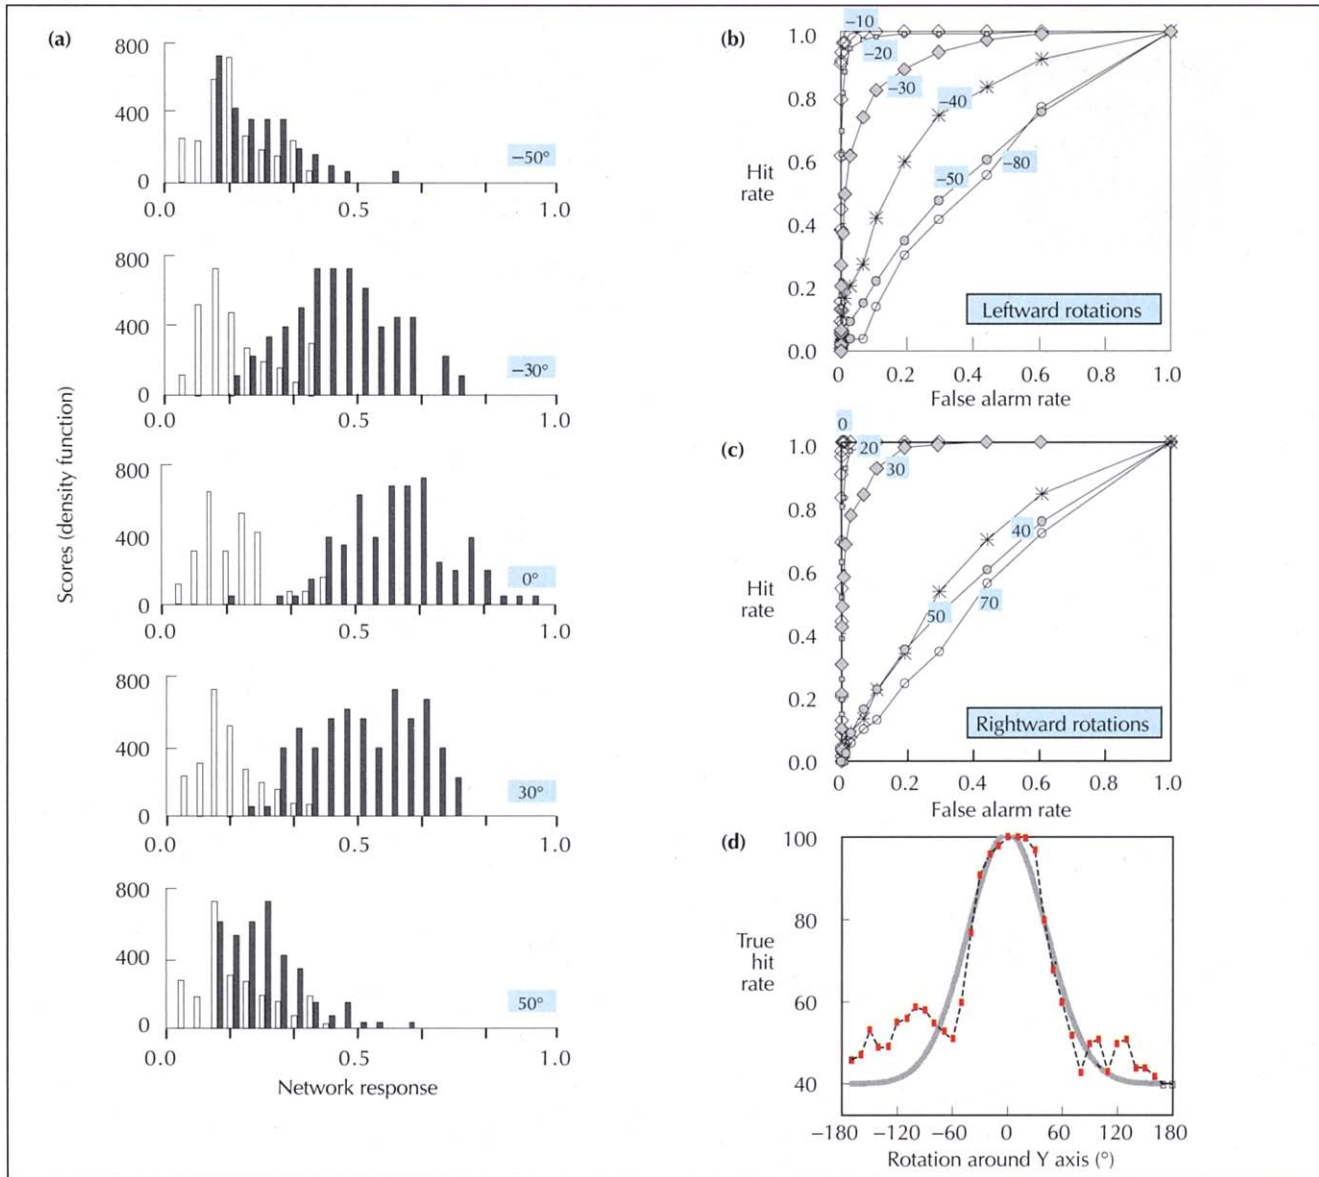 (a)
800
400
0
0.0 0.5 1.0
−50°
800
400
0
0.0 0.5 1.0
−30°
800
400
0
0.0 0.5 1.0
0°
800
400
0
0.0 0.5 1.0
30°
800
400
0
0.0 0.5 1.0
50°
Scores (density function)
Network response
(b)
1.0
0.8
0.6
0.4
0.2
0.0
Hit
rate
−10
−20
−30
−40
−50
−80
Leftward rotations
0 0.2 0.4 0.6 0.8 1.0
False alarm rate
(c)
1.0
0.8
0.6
0.4
0.2
0.0
Hit
rate
0
20
30
40
50
70
Rightward rotations
0 0.2 0.4 0.6 0.8 1.0
False alarm rate
(d)
100
80
60
40
True
hit
rate
−180 −120 −60 0 60 120 180
Rotation around Y axis (°)